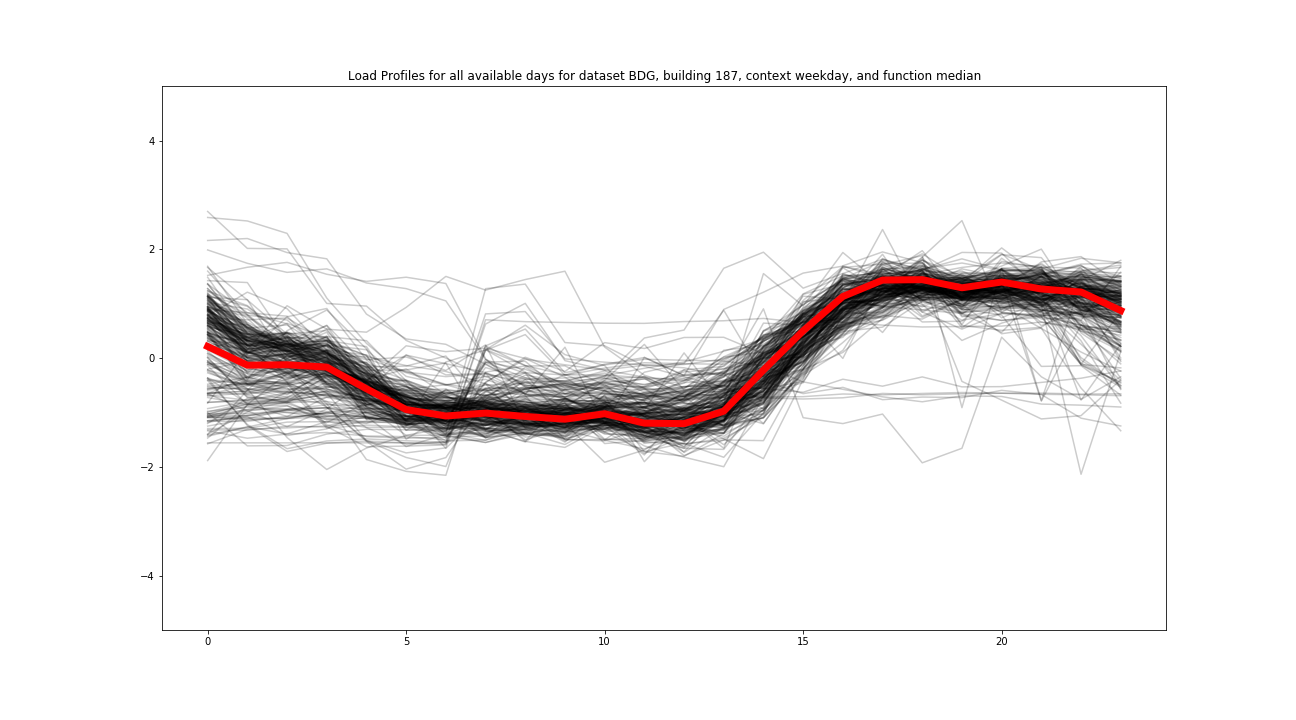 Load Profiles for all available days for dataset BDG, building 187, context weekday, and function median
4
2
0
−2
−4
0 5 10 15 20